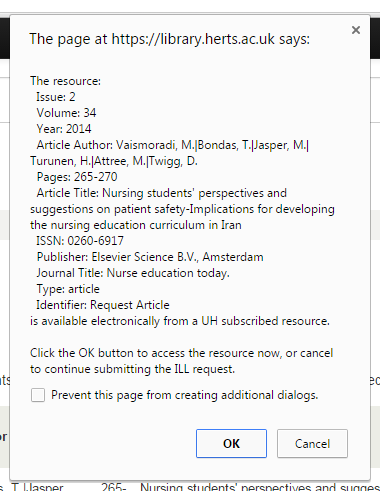 The page at https://library.herts.ac.uk says:
The resource:
Issue: 2
Volume: 34
Year: 2014
Article Author: Vaismoradi, M.|Bondas, T.|Jasper, M.|
Turunen, H.|Attree, M.|Twigg, D.
Pages: 265-270
Article Title: Nursing students' perspectives and
suggestions on patient safety-Implications for developing
the nursing education curriculum in Iran
ISSN: 0260-6917
Publisher: Elsevier Science B.V., Amsterdam
Journal Title: Nurse education today.
Type: article
Identifier: Request Article
is available electronically from a UH subscribed resource.
Click the OK button to access the resource now, or cancel
to continue submitting the ILL request.
Prevent this page from creating additional dialogs.
OK Cancel
T.|Jasper 265- Nursing students' perspectives and sugges